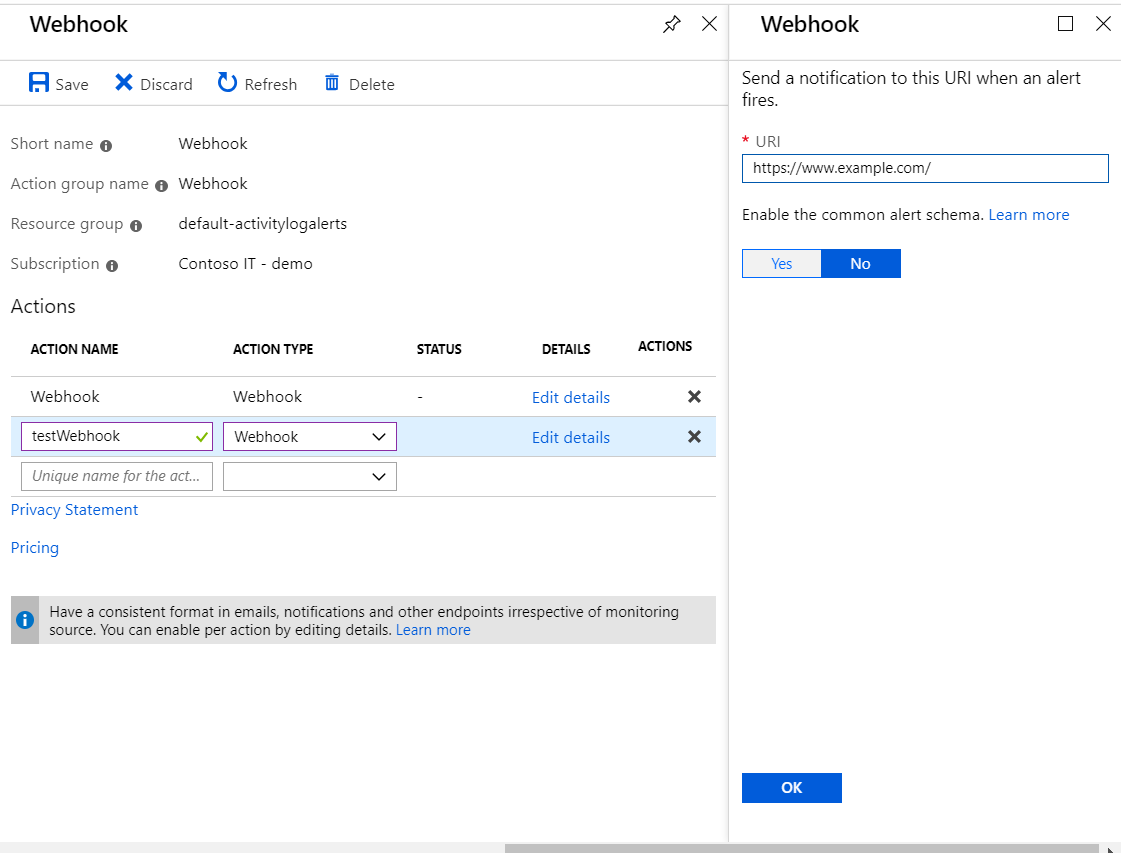 Webhook
Save Discard Refresh Delete
Short name Webhook
Action group name Webhook
Resource group default-activitylogalerts
Subscription Contoso IT - demo
Actions
ACTION NAME ACTION TYPE STATUS DETAILS ACTIONS
Webhook Webhook - Edit details
testWebhook Webhook Edit details
Unique name for the act...
Privacy Statement
Pricing
Have a consistent format in emails, notifications and other endpoints irrespective of monitoring
source. You can enable per action by editing details. Learn more
Webhook
Send a notification to this URI when an alert
fires.
* URI
https://www.example.com/
Enable the common alert schema. Learn more
Yes No
OK